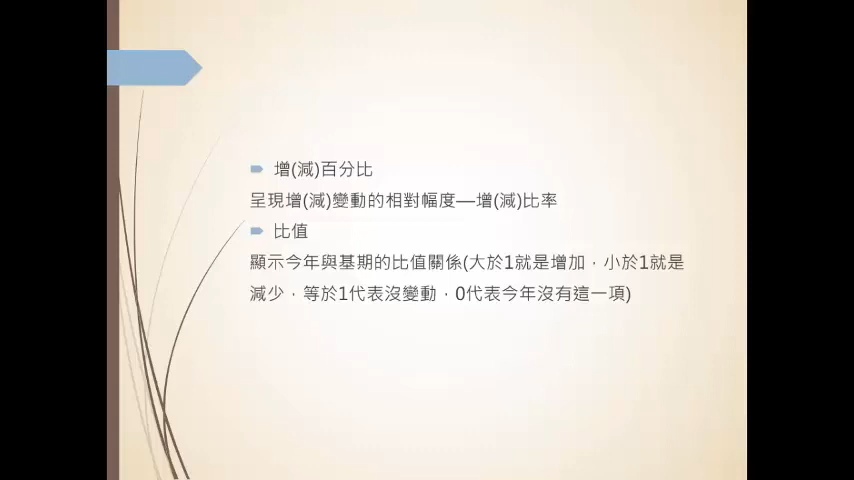 增(減)百分比
呈現增(減)變動的相對幅度—增(減)比率
比值
顯示今年與基期的比值關係(大於1就是增加，小於1就是
減少，等於1代表沒變動，0代表今年沒有這一項)